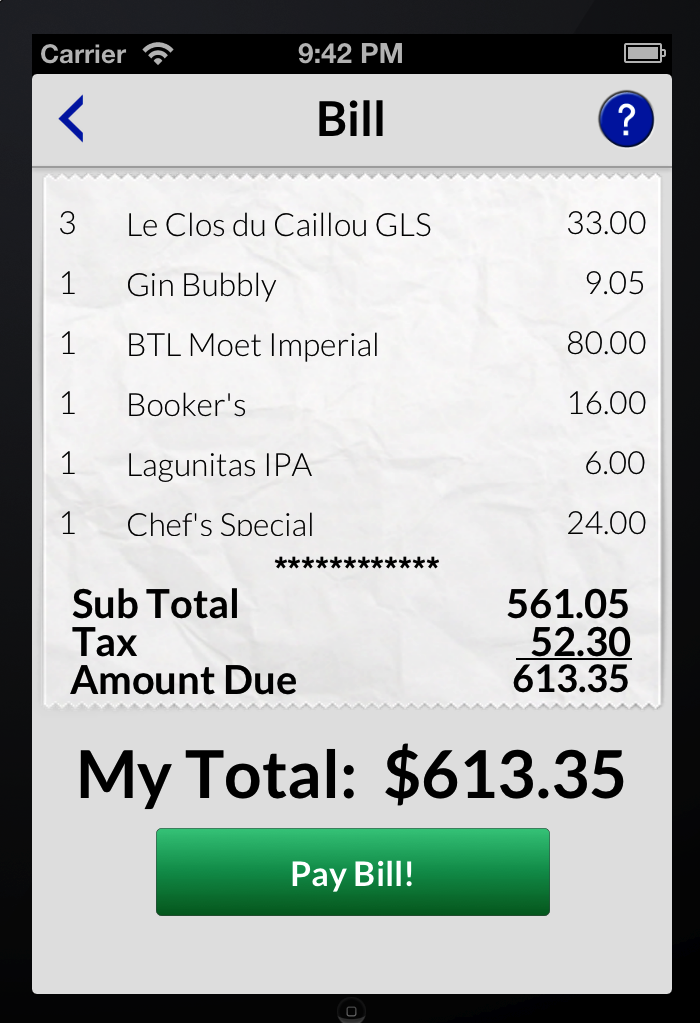 Carrier 9:42 PM
Bill ?
3 Le Clos du Caillou GLS 33.00
1 Gin Bubbly 9.05
1 BTL Moet Imperial 80.00
1 Booker's 16.00
1 Lagunitas IPA 6.00
1 Chef's Special 24.00
************
Sub Total 561.05
Tax 52.30
Amount Due 613.35
My Total: $613.35
Pay Bill!